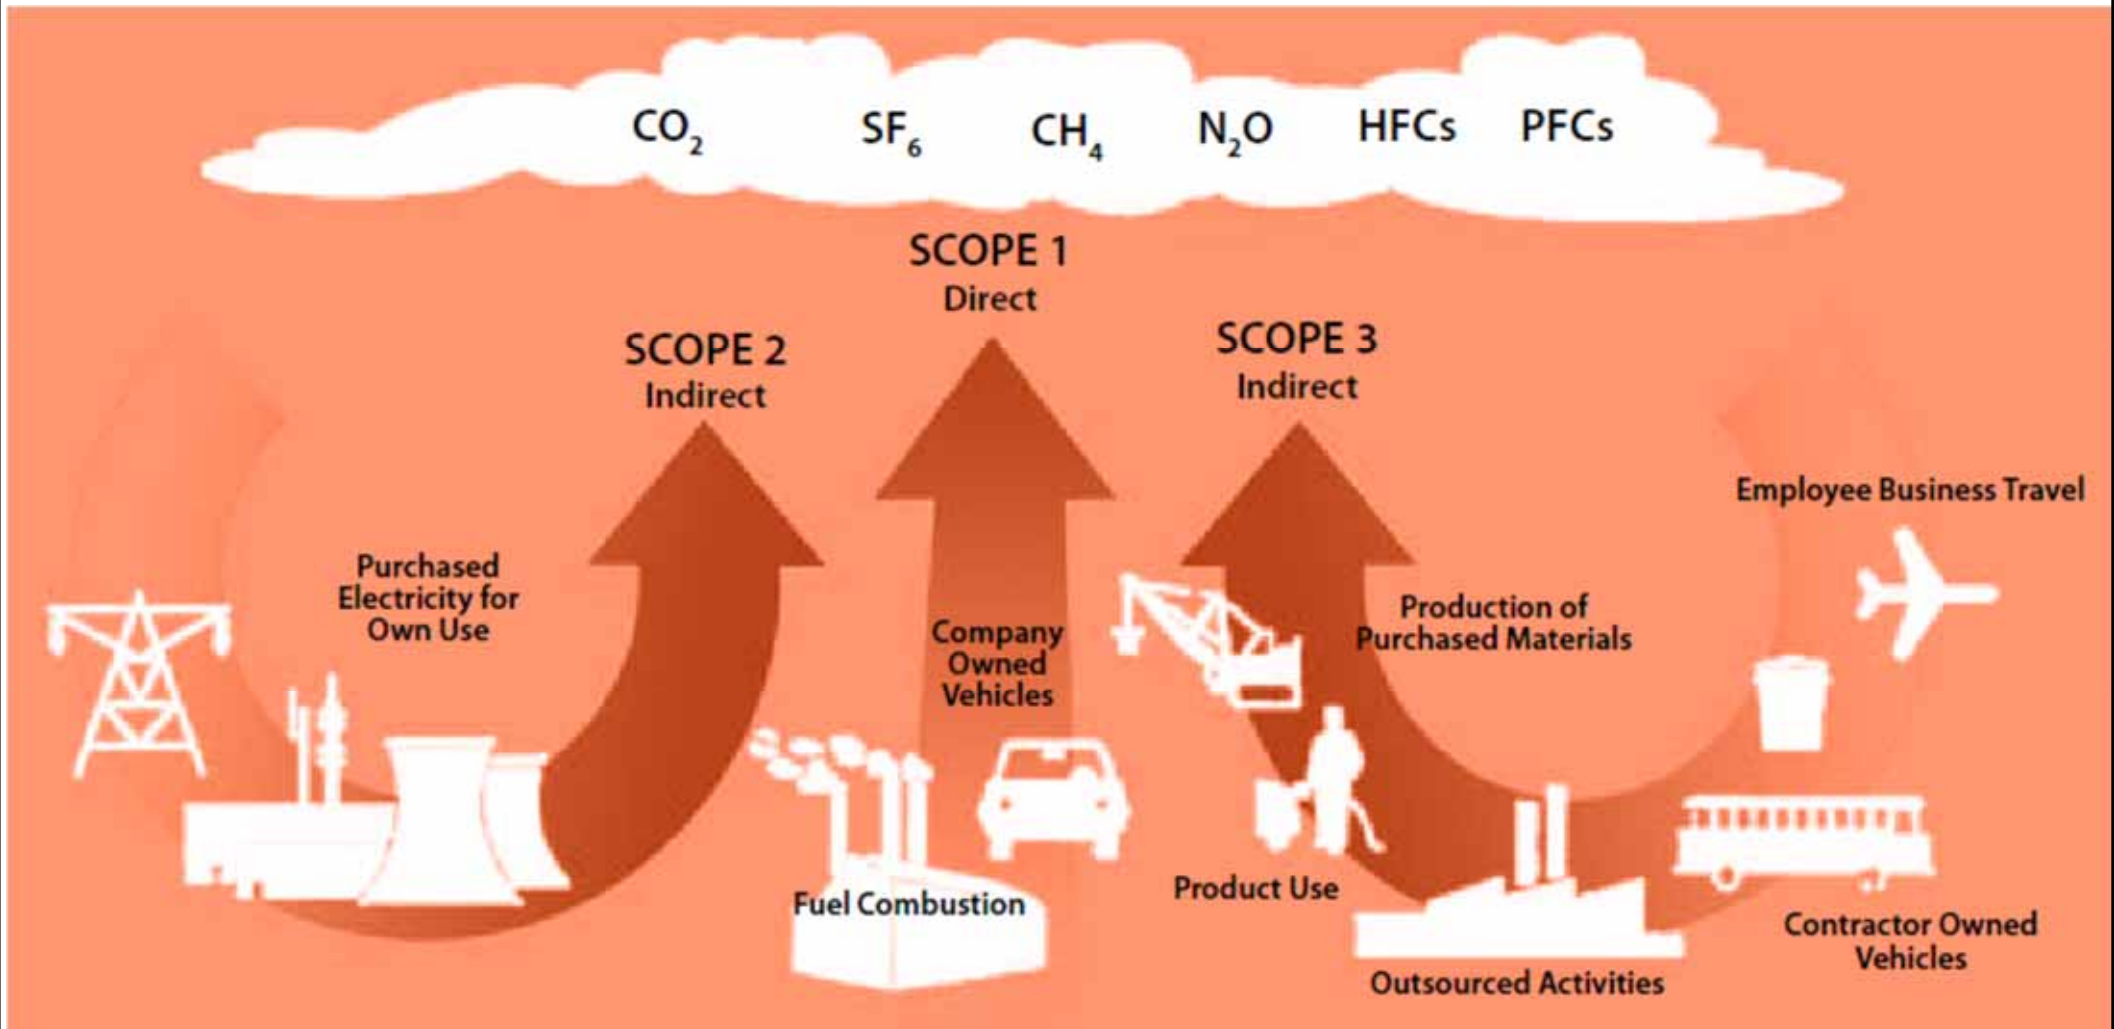 CO₂ SF₆ CH₄ N₂O HFCs PFCs
SCOPE 1
Direct
SCOPE 2
Indirect
SCOPE 3
Indirect
Purchased
Electricity for
Own Use
Company
Owned
Vehicles
Fuel Combustion
Production of
Purchased Materials
Employee Business Travel
Product Use
Outsourced Activities
Contractor Owned
Vehicles